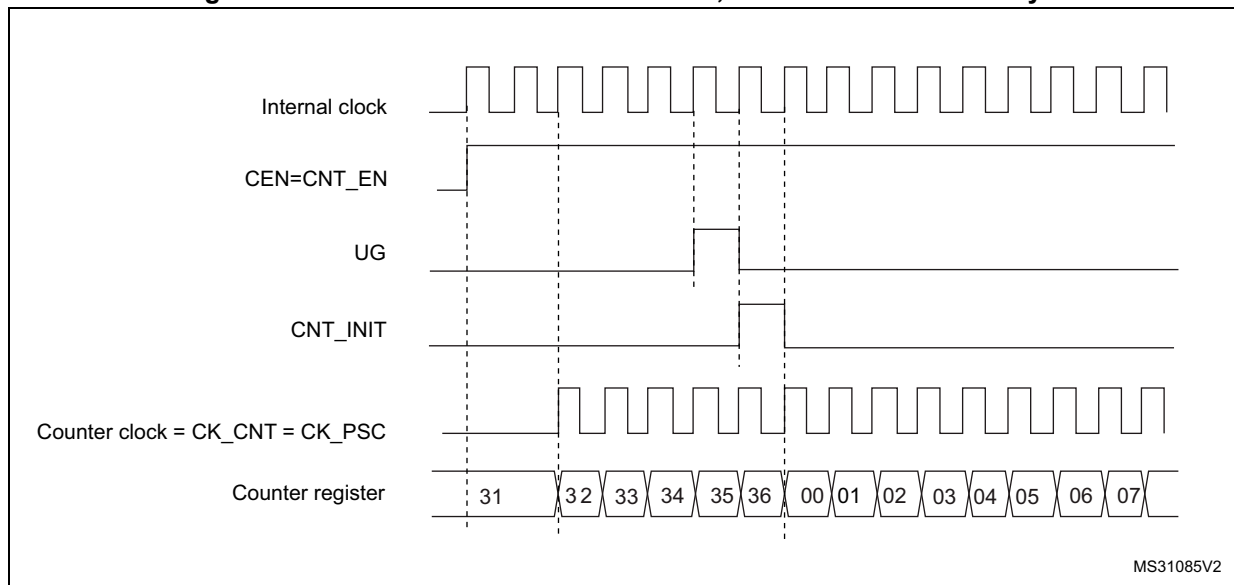 Internal clock
CEN=CNT_EN
UG
CNT_INIT
Counter clock = CK_CNT = CK_PSC
Counter register 31 32 33 34 35 36 00 01 02 03 04 05 06 07
MS31085V2